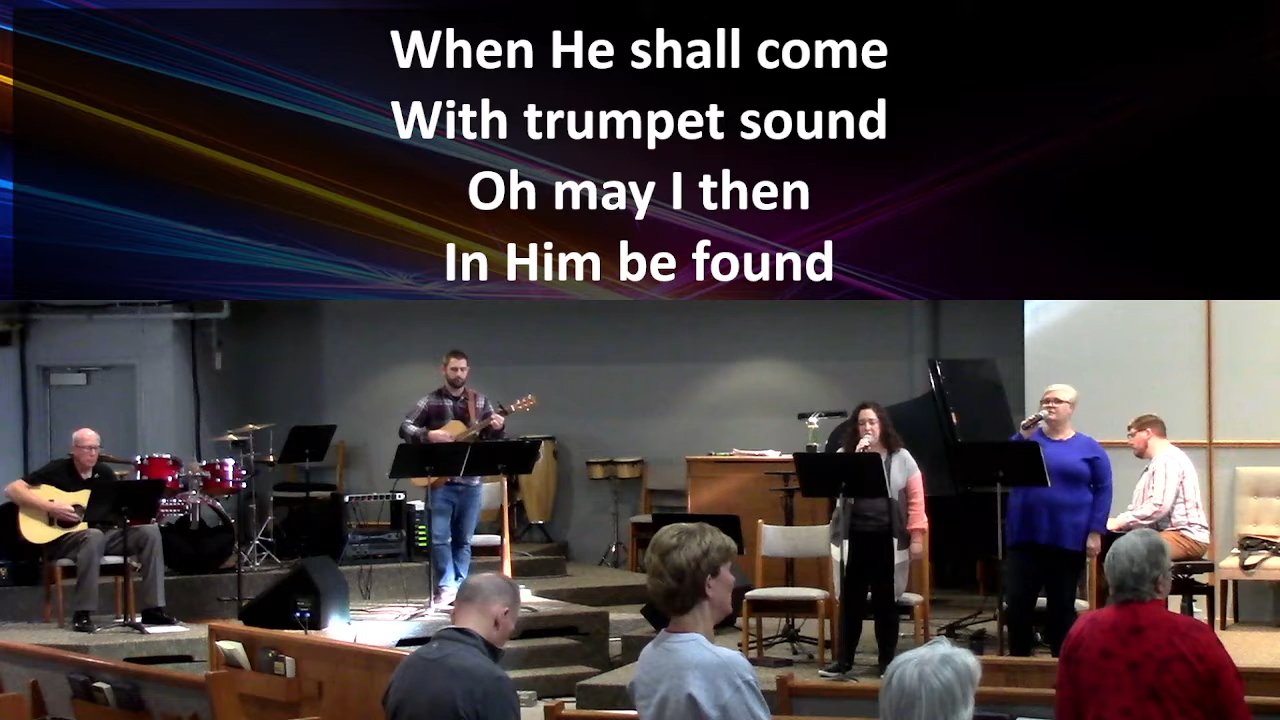 When He shall come
With trumpet sound
Oh may I then
In Him be found